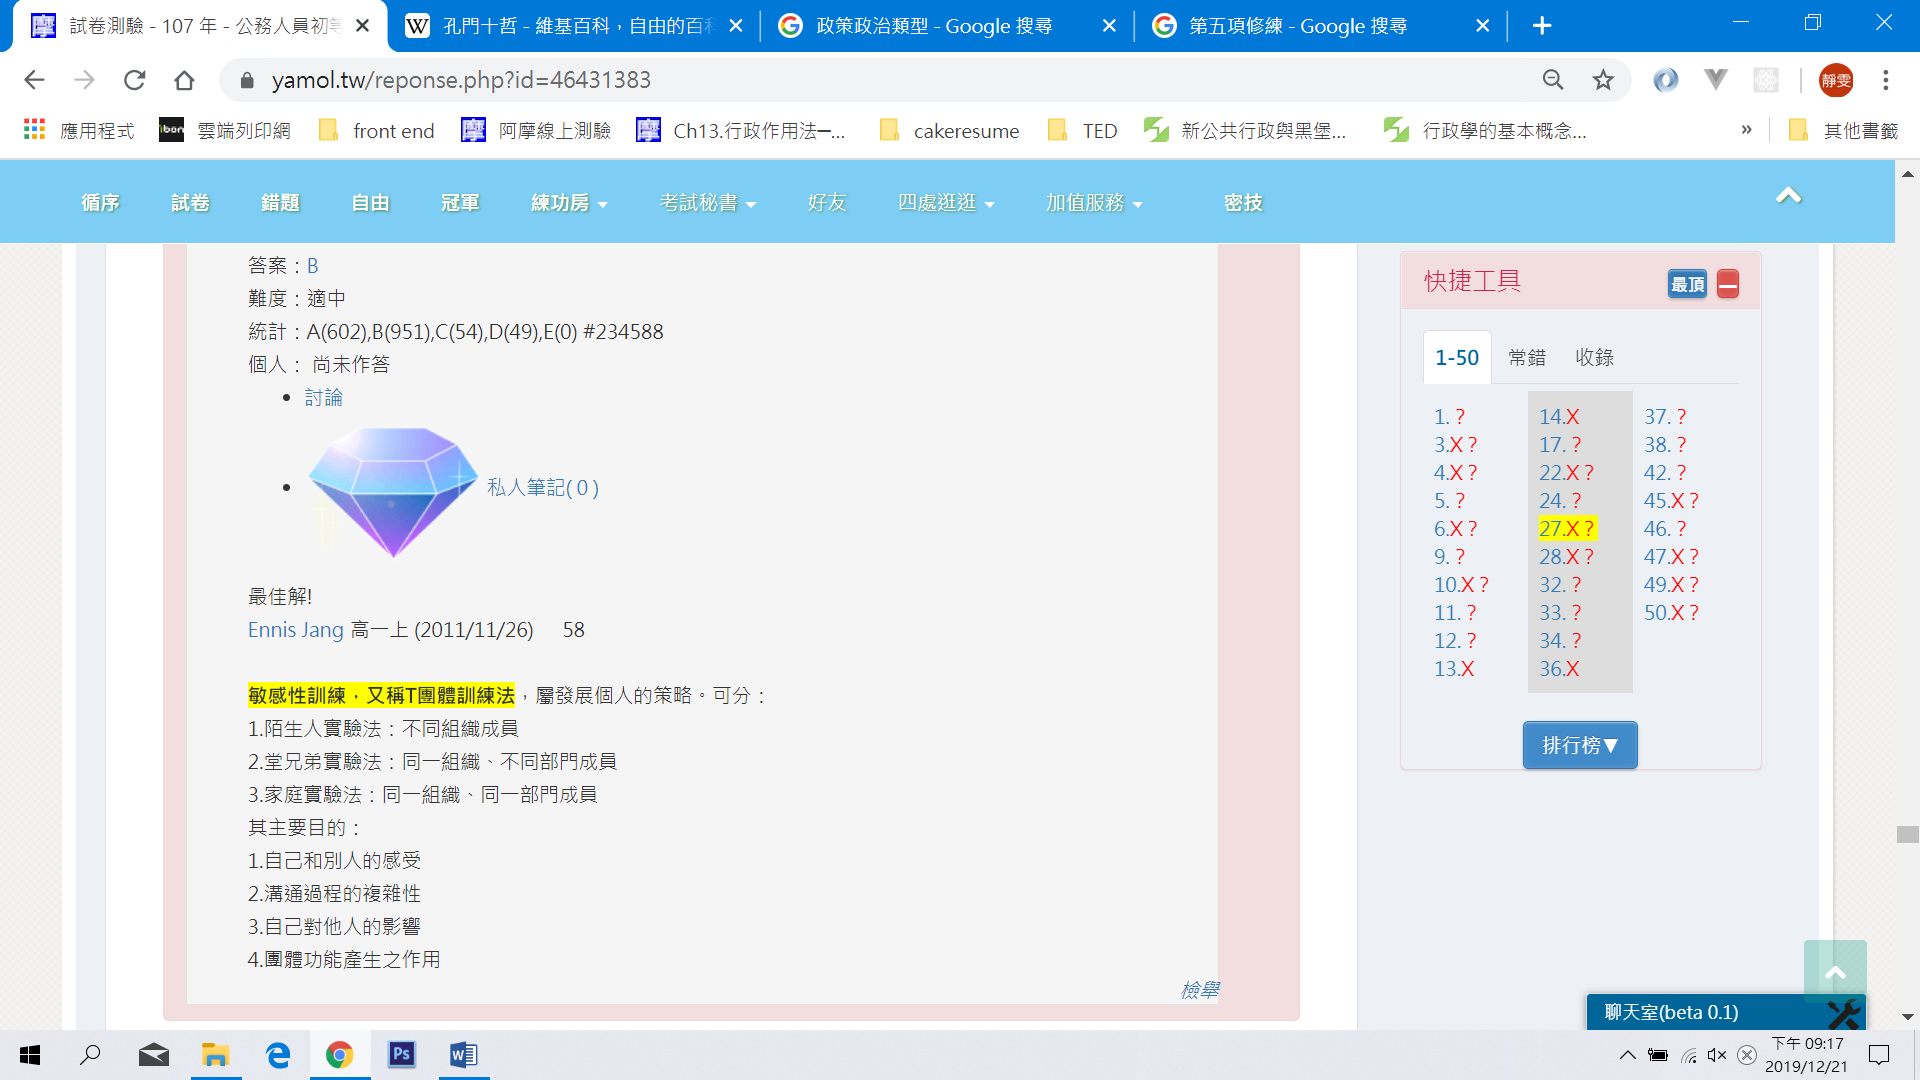 試卷測驗 - 107 年 - 公務人員初等
孔門十哲 - 維基百科，自由的百科
政策政治類型 - Google 搜尋
第五項修練 - Google 搜尋
yamol.tw/reponse.php?id=46431383
靜雯
應用程式
ibon
雲端列印網
front end
摩
阿摩線上測驗
摩
Ch13.行政作用法─...
cakeresume
TED
新公共行政與黑堡...
行政學的基本概念...
»
其他書籤
循序
試卷
錯題
自由
冠軍
練功房
考試秘書
好友
四處逛逛
加值服務
密技
答案：B
難度：適中
統計：A(602),B(951),C(54),D(49),E(0) #234588
個人： 尚未作答
討論
私人筆記( 0 )
最佳解!
Ennis Jang 高一上 (2011/11/26) 58
敏感性訓練，又稱T團體訓練法，屬發展個人的策略。可分：
1.陌生人實驗法：不同組織成員
2.堂兄弟實驗法：同一組織、不同部門成員
3.家庭實驗法：同一組織、同一部門成員
其主要目的：
1.自己和別人的感受
2.溝通過程的複雜性
3.自己對他人的影響
4.團體功能產生之作用
檢舉
快捷工具
最頂
1-50
常錯
收錄
1. ?
3.X ?
4.X ?
5. ?
6.X ?
9. ?
10.X ?
11. ?
12. ?
13.X
14.X
17. ?
22.X ?
24. ?
27.X ?
28.X ?
32. ?
33. ?
34. ?
36.X
37. ?
38. ?
42. ?
45.X ?
46. ?
47.X ?
49.X ?
50.X ?
排行榜▼
聊天室(beta 0.1)
Ps
下午 09:17
2019/12/21